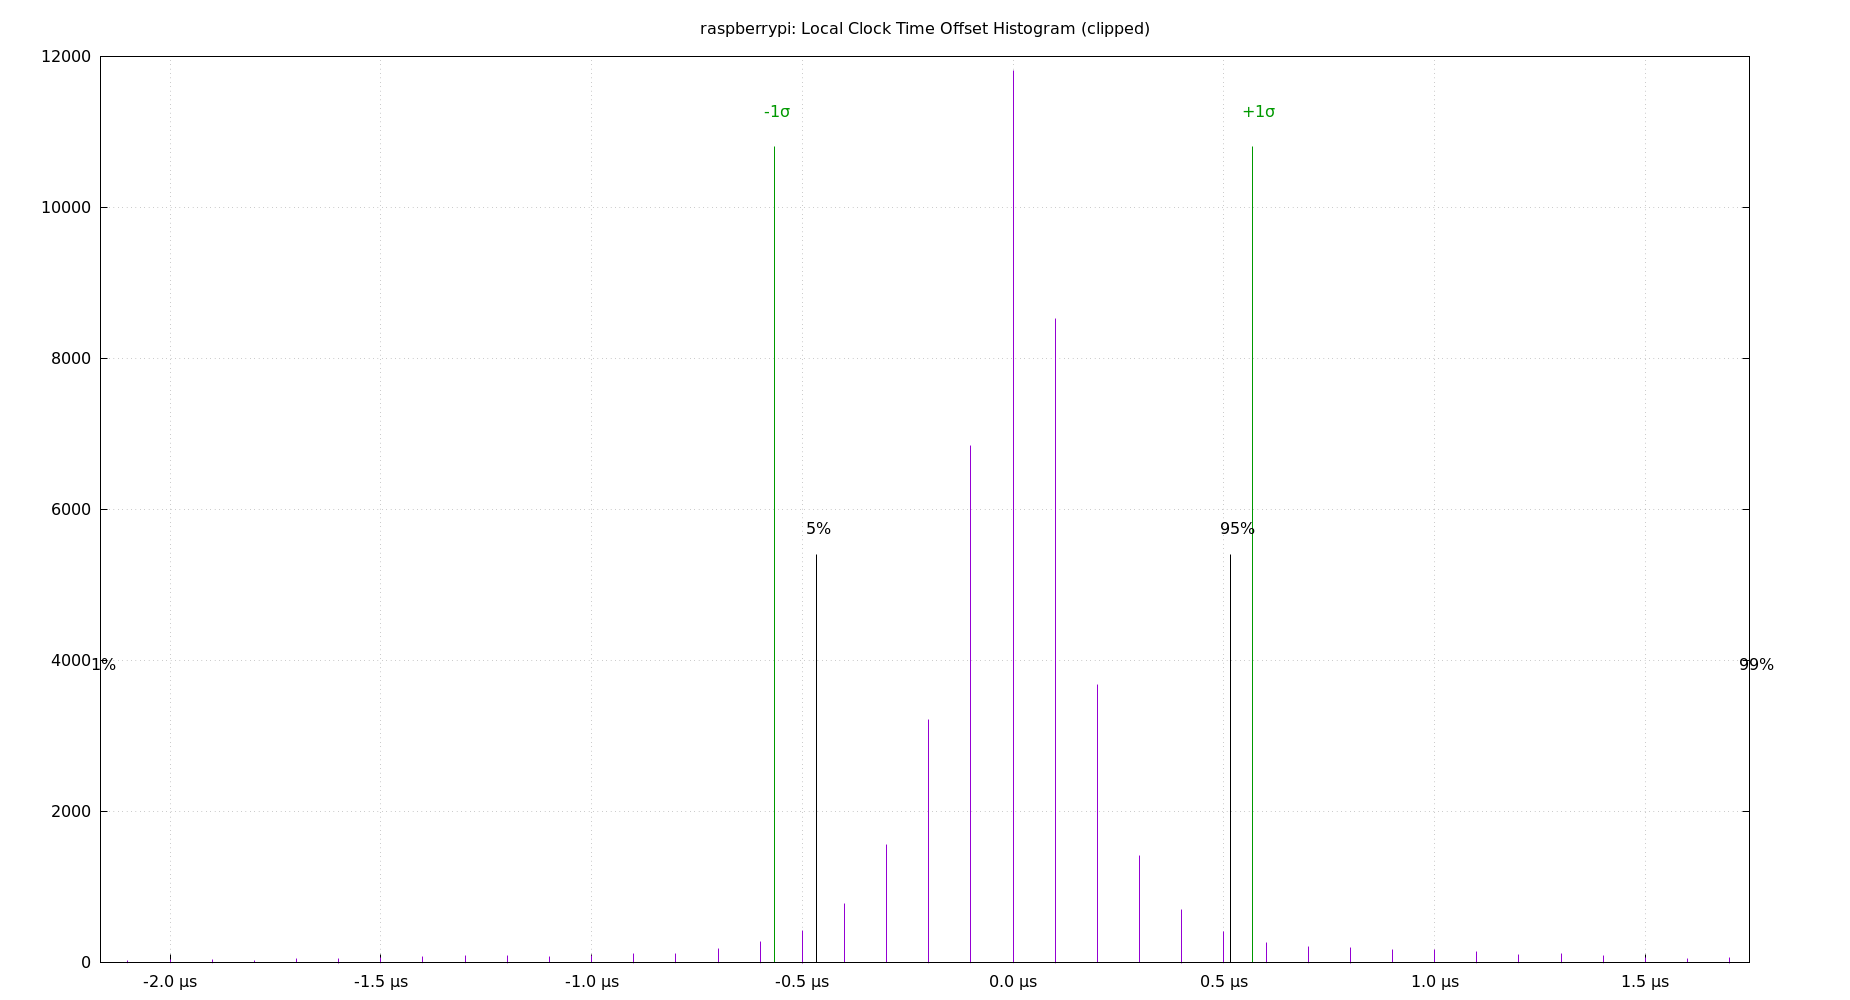 raspberrypi: Local Clock Time Offset Histogram (clipped)
12000
-1σ
+1σ
10000
8000
6000
5%
95%
4000
1%
99%
2000
0
-2.0 µs
-1.5 µs
-1.0 µs
-0.5 µs
0.0 µs
0.5 µs
1.0 µs
1.5 µs